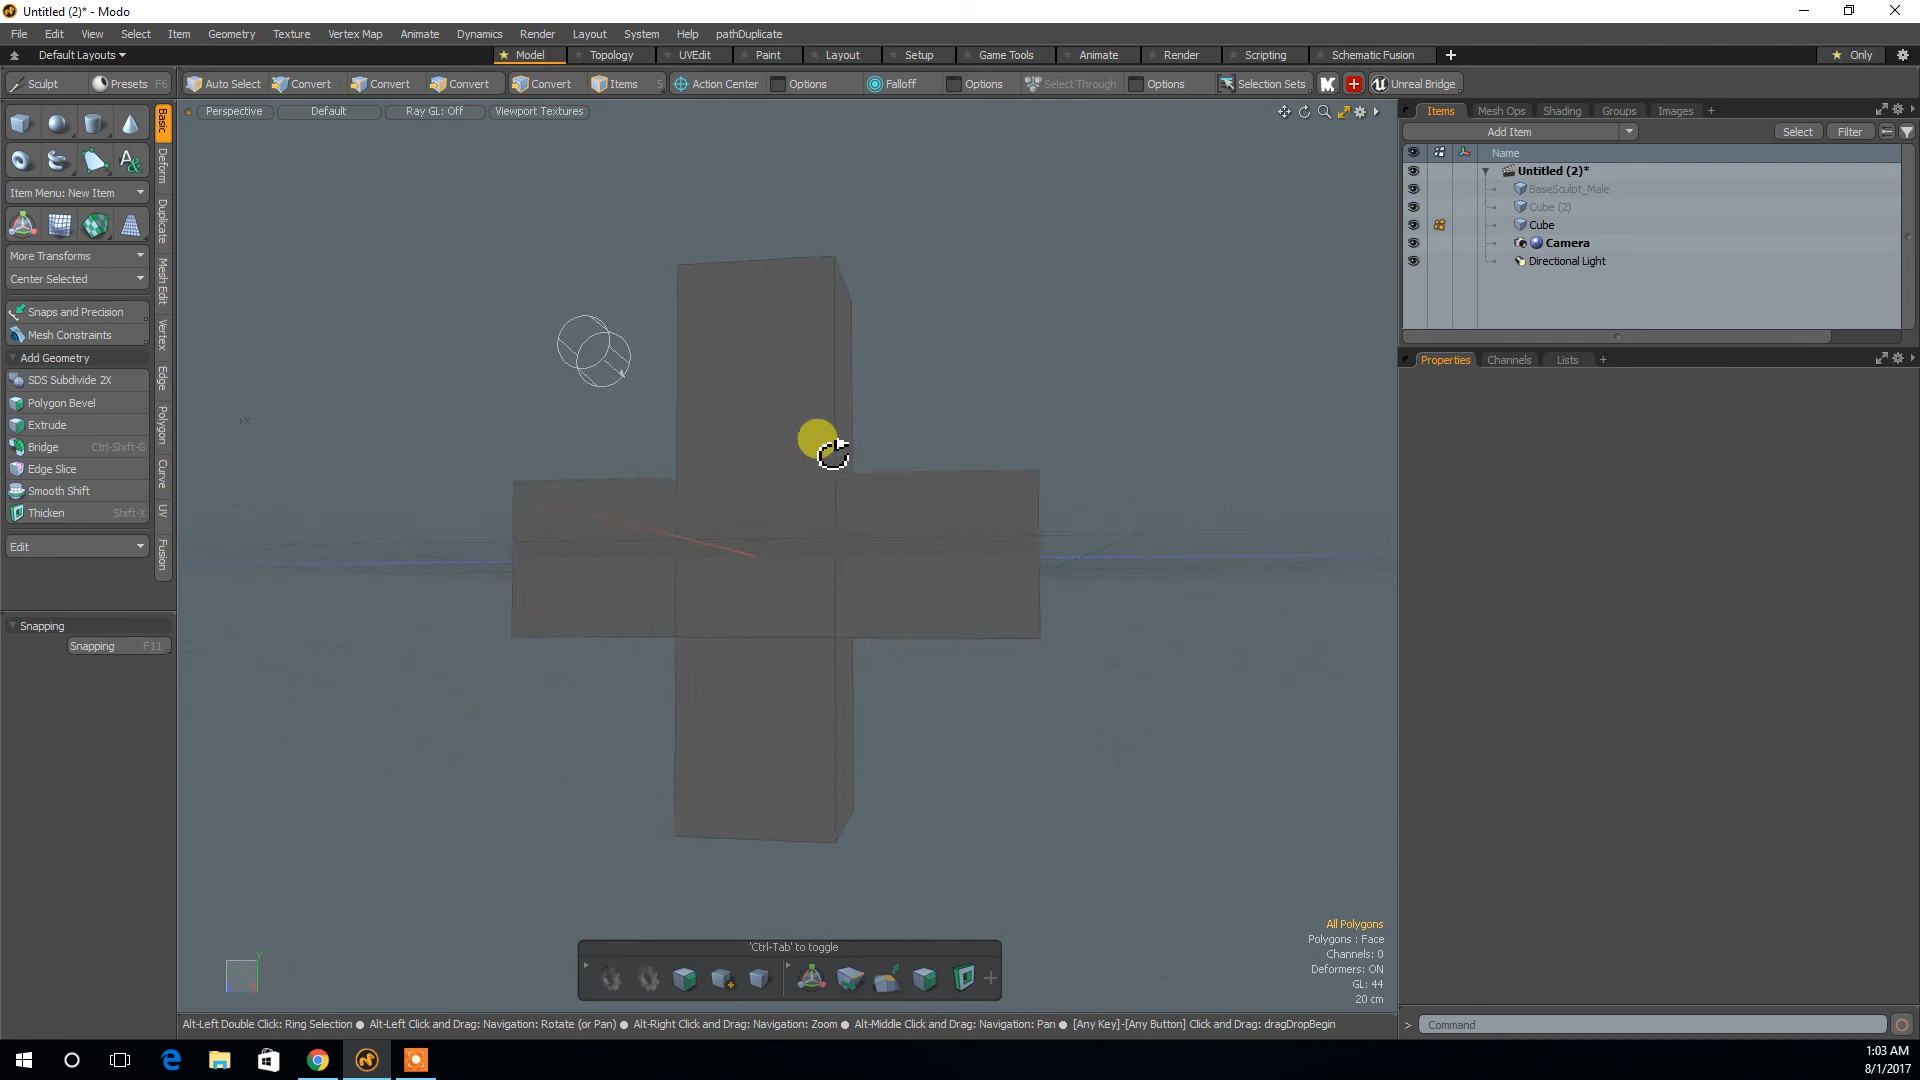 Untitled (2)* - Modo
File Edit View Select Item Geometry Texture Vertex Map Animate Dynamics Render Layout System Help pathDuplicate
Default Layouts Model Topology UVEdit Paint Layout Setup Game Tools Animate Render Scripting Schematic Fusion Only
Sculpt Presets F6 Auto Select Convert Convert Convert Convert Items 5 Action Center Options Falloff Options Select Through Options Selection Sets Unreal Bridge
Perspective Default Ray GL: Off Viewport Textures
Basic
Deform
Duplicate
Mesh Edit
Vertex
Edge
Polygon
Curve
UV
Fusion
Item Menu: New Item
More Transforms
Center Selected
Snaps and Precision
Mesh Constraints
Add Geometry
SDS Subdivide 2X
Polygon Bevel
Extrude
Bridge Ctrl-Shift-G
Edge Slice
Smooth Shift
Thicken Shift-X
Edit
Snapping
Snapping F11
Items Mesh Ops Shading Groups Images
Add Item Select Filter
Name
Untitled (2)*
BaseSculpt_Male
Cube (2)
Cube
Camera
Directional Light
Properties Channels Lists
Y
All Polygons
Polygons : Face
Channels: 0
Deformers: ON
GL: 44
20 cm
'Ctrl-Tab' to toggle
Alt-Left Double Click: Ring Selection Alt-Left Click and Drag: Navigation: Rotate (or Pan) Alt-Right Click and Drag: Navigation: Zoom Alt-Middle Click and Drag: Navigation: Pan [Any Key]-[Any Button] Click and Drag: dragDropBegin
> Command
1:03 AM
8/1/2017